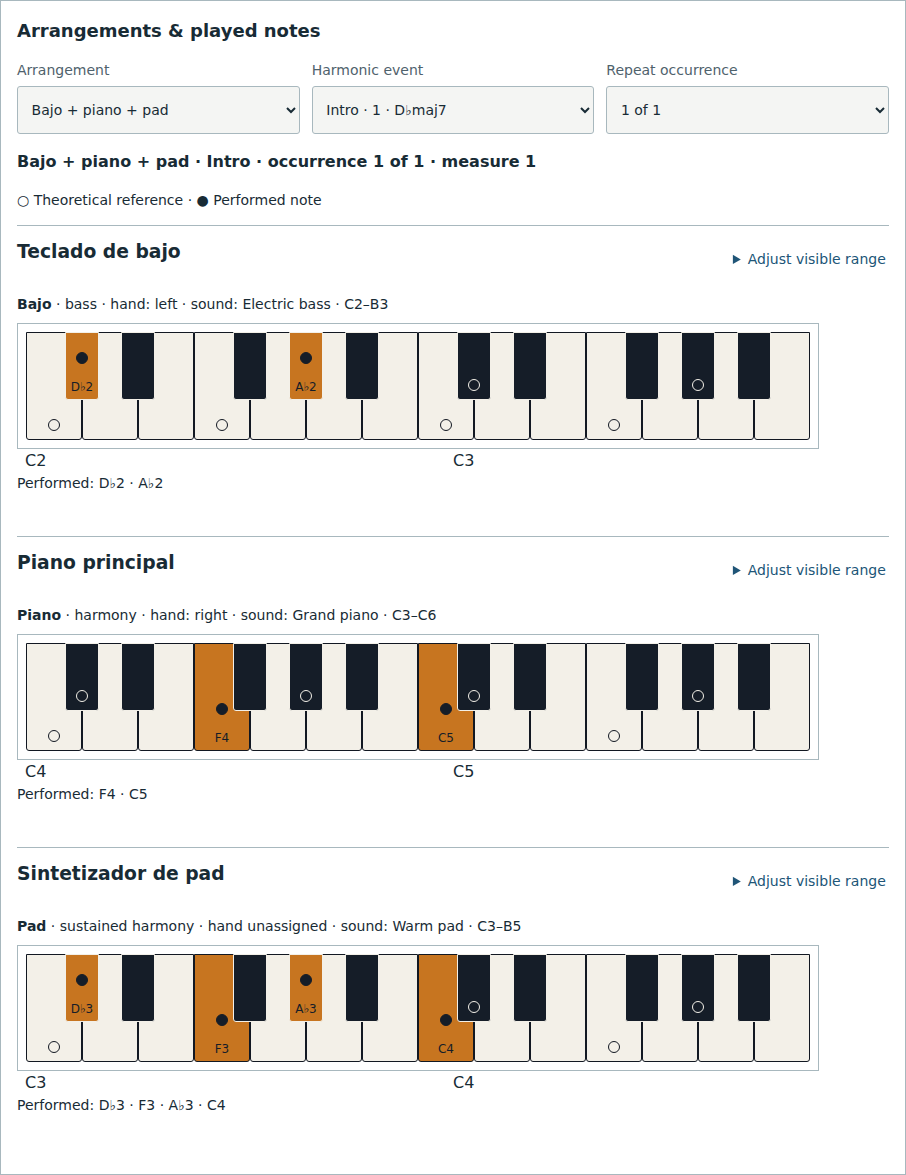 Arrangements & played notes
Arrangement Harmonic event Repeat occurrence
Bajo + piano + pad Intro · 1 · D♭maj7 1 of 1
Bajo + piano + pad · Intro · occurrence 1 of 1 · measure 1
○ Theoretical reference · ● Performed note
Teclado de bajo
▶ Adjust visible range
Bajo · bass · hand: left · sound: Electric bass · C2–B3
D♭2 A♭2
C2 C3
Performed: D♭2 · A♭2
Piano principal
▶ Adjust visible range
Piano · harmony · hand: right · sound: Grand piano · C3–C6
F4 C5
C4 C5
Performed: F4 · C5
Sintetizador de pad
▶ Adjust visible range
Pad · sustained harmony · hand unassigned · sound: Warm pad · C3–B5
D♭3 A♭3
F3 C4
C3 C4
Performed: D♭3 · F3 · A♭3 · C4